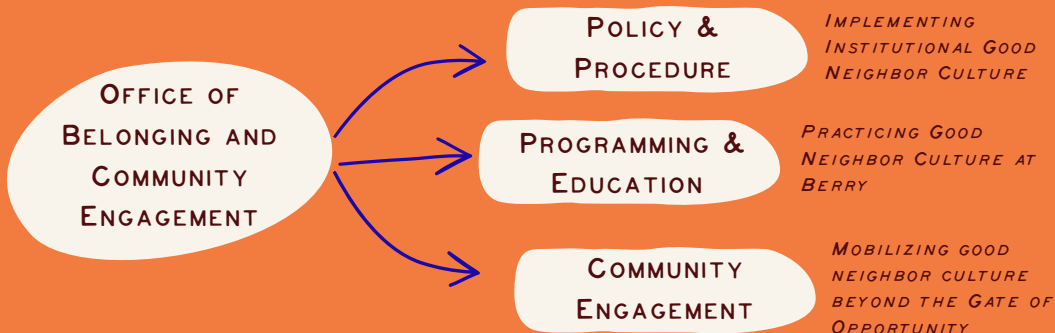 Office of
Belonging and
Community
Engagement
Policy &
Procedure
Implementing
Institutional Good
Neighbor Culture
Programming &
Education
Practicing Good
Neighbor Culture at
Berry
Community
Engagement
Mobilizing good
neighbor culture
beyond the Gate of
Opportunity